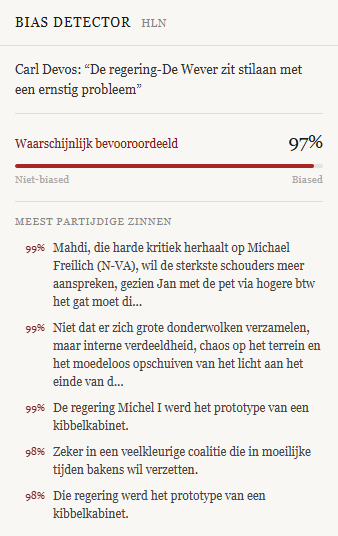 BIAS DETECTOR HLN
Carl Devos: “De regering-De Wever zit stilaan met
een ernstig probleem”
Waarschijnlijk bevooroordeeld 97%
Niet-biased Biased
MEEST PARTIJDIGE ZINNEN
99% Mahdi, die harde kritiek herhaalt op Michael
Freilich (N-VA), wil de sterkste schouders meer
aanspreken, gezien Jan met de pet via hogere btw
het gat moet di...
99% Niet dat er zich grote donderwolken verzamelen,
maar interne verdeeldheid, chaos op het terrein en
het moedeloos opschuiven van het licht aan het
einde van d...
99% De regering Michel I werd het prototype van een
kibbelkabinet.
98% Zeker in een veelkleurige coalitie die in moeilijke
tijden bakens wil verzetten.
98% Die regering werd het prototype van een
kibbelkabinet.